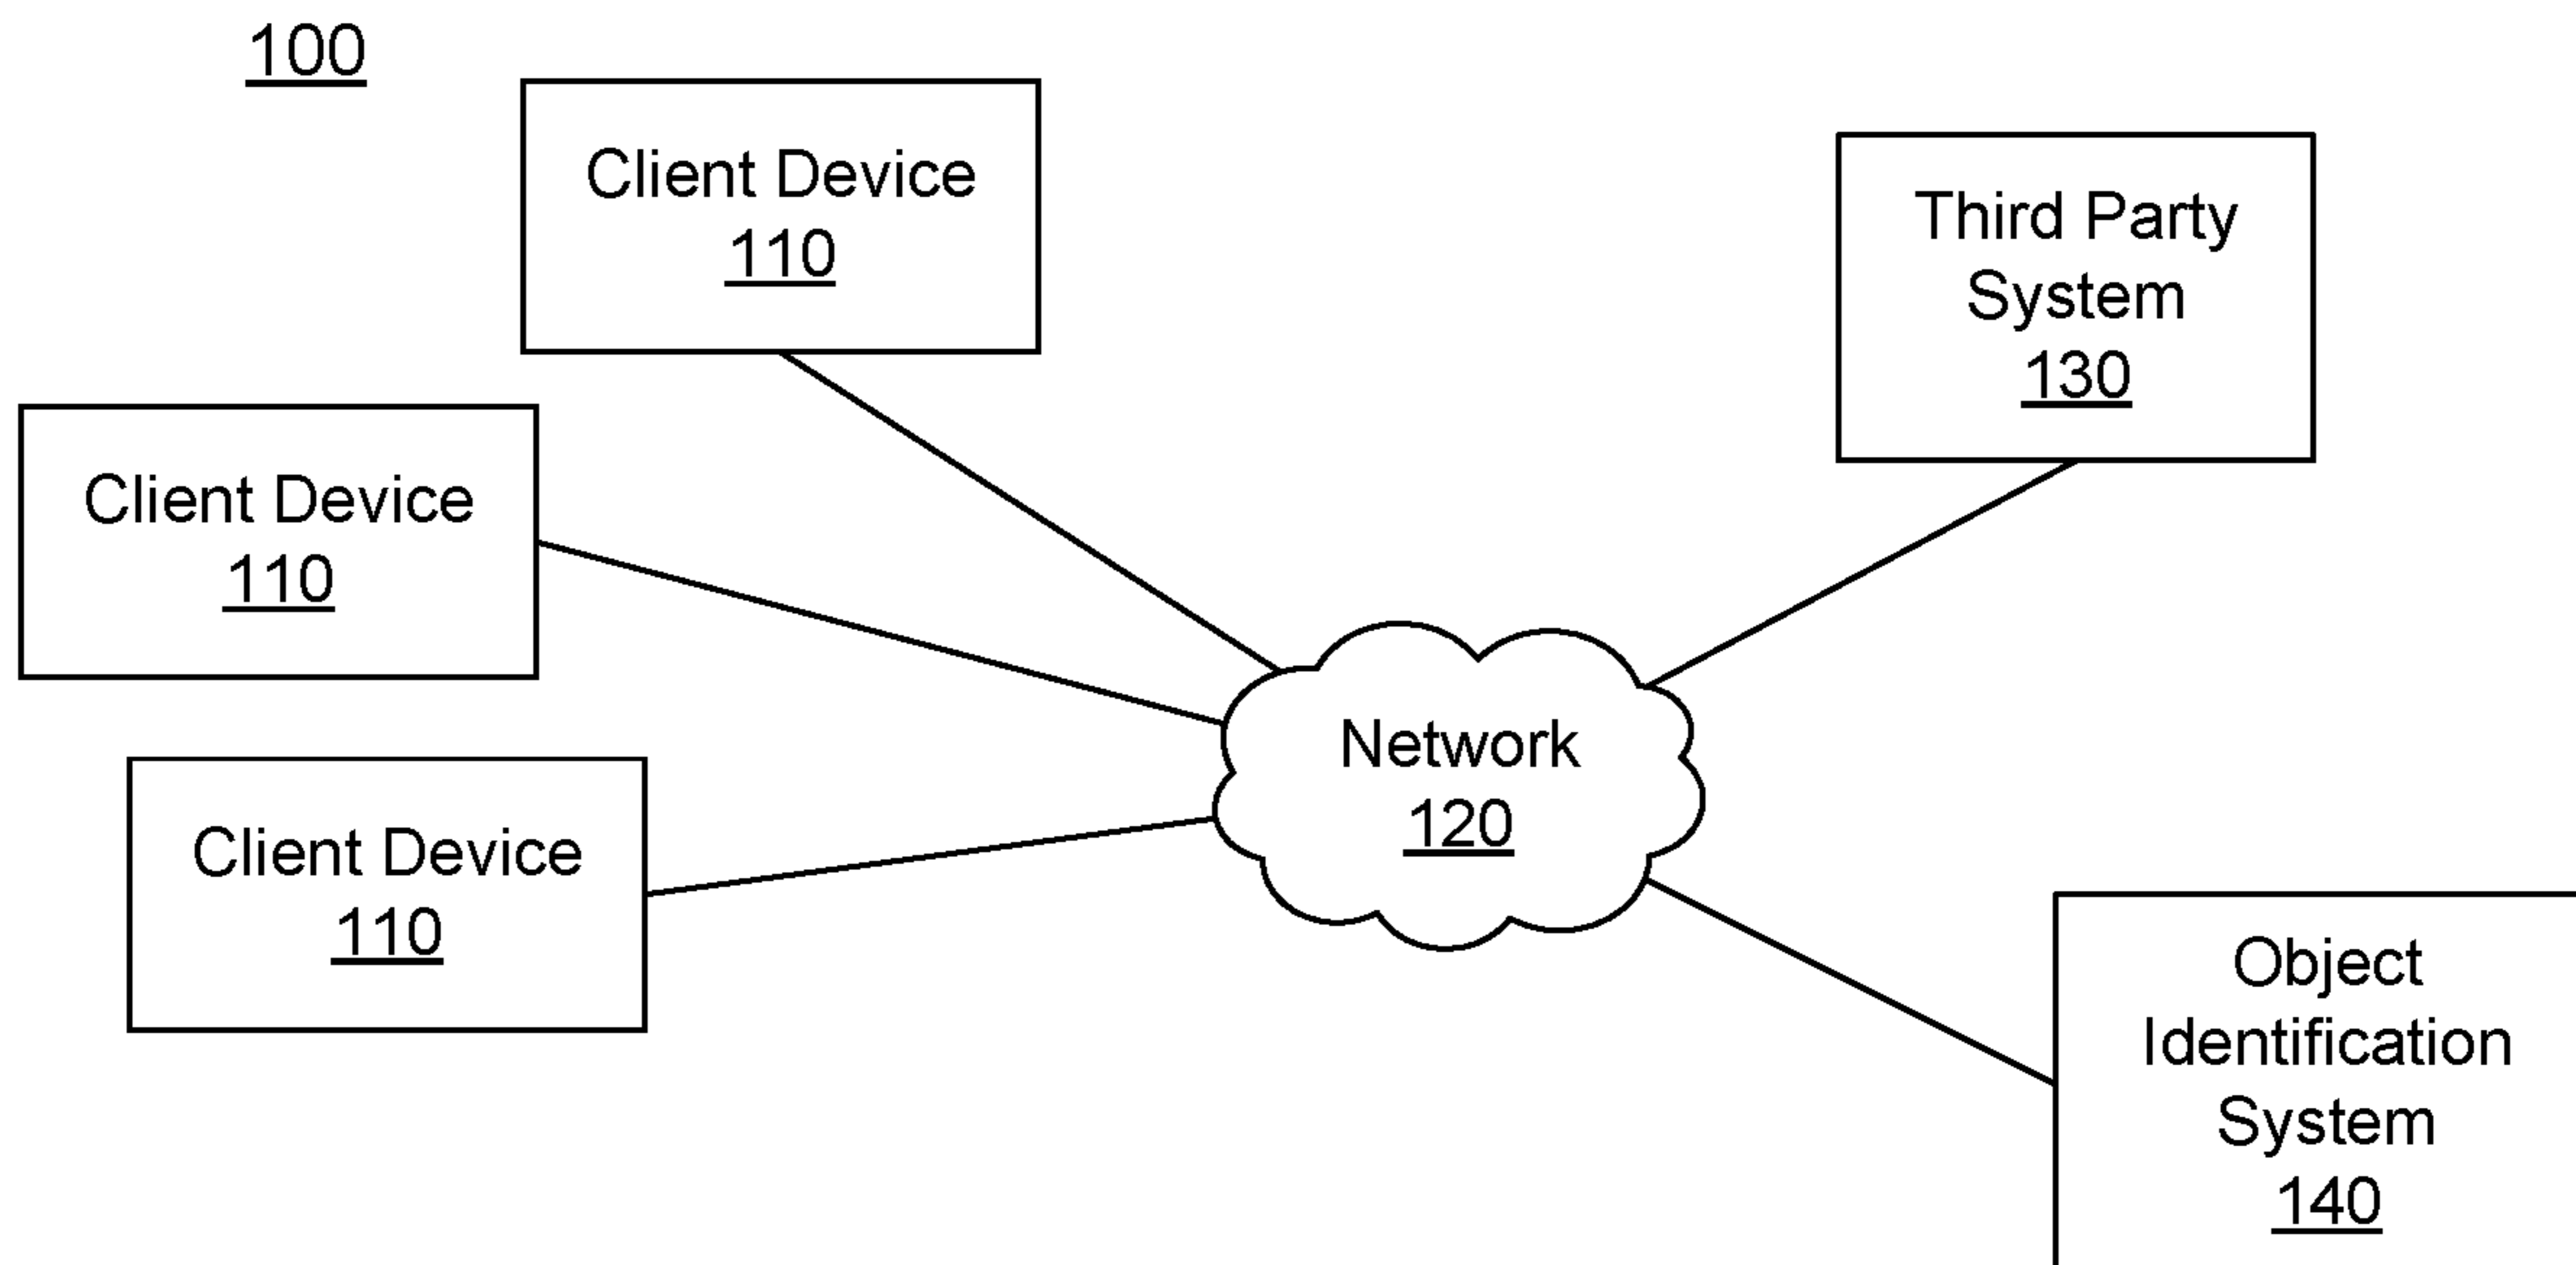 100
Client Device
110
Third Party
System
130
Client Device
110
Network
120
Client Device
110
Object
Identification
System
140